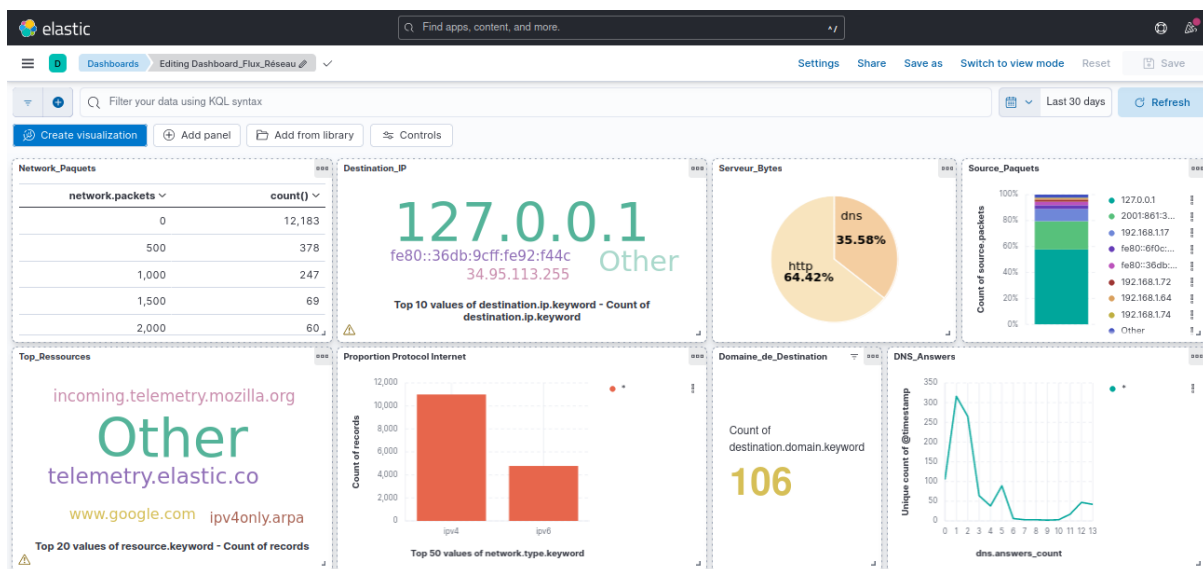 elastic
Find apps, content, and more.
^/
D
Dashboards
Editing Dashboard_Flux_Réseau
Settings
Share
Save as
Switch to view mode
Reset
Save
Filter your data using KQL syntax
Last 30 days
Refresh
Create visualization
Add panel
Add from library
Controls
Network_Paquets
network.packets
count()
0 12,183
500 378
1,000 247
1,500 69
2,000 60
Destination_IP
127.0.0.1
fe80::36db:9cff:fe92:f44c
Other
34.95.113.255
Top 10 values of destination.ip.keyword - Count of
destination.ip.keyword
Serveur_Bytes
dns
35.58%
http
64.42%
Source_Paquets
Count of source.packets
100%
80%
60%
40%
20%
0%
127.0.0.1
2001:861:3...
192.168.1.17
fe80::6f0c:...
fe80::36db:...
192.168.1.72
192.168.1.64
192.168.1.74
Other
Top_Ressources
incoming.telemetry.mozilla.org
Other
telemetry.elastic.co
www.google.com
ipv4only.arpa
Top 20 values of resource.keyword - Count of records
Proportion Protocol Internet
Count of records
12,000
10,000
8,000
6,000
4,000
2,000
0
ipv4
ipv6
Top 50 values of network.type.keyword
*
Domaine_de_Destination
Count of
destination.domain.keyword
106
DNS_Answers
Unique count of @timestamp
350
300
250
200
150
100
50
0
0 1 2 3 4 5 6 7 8 9 10 11 12 13
dns.answers_count
*